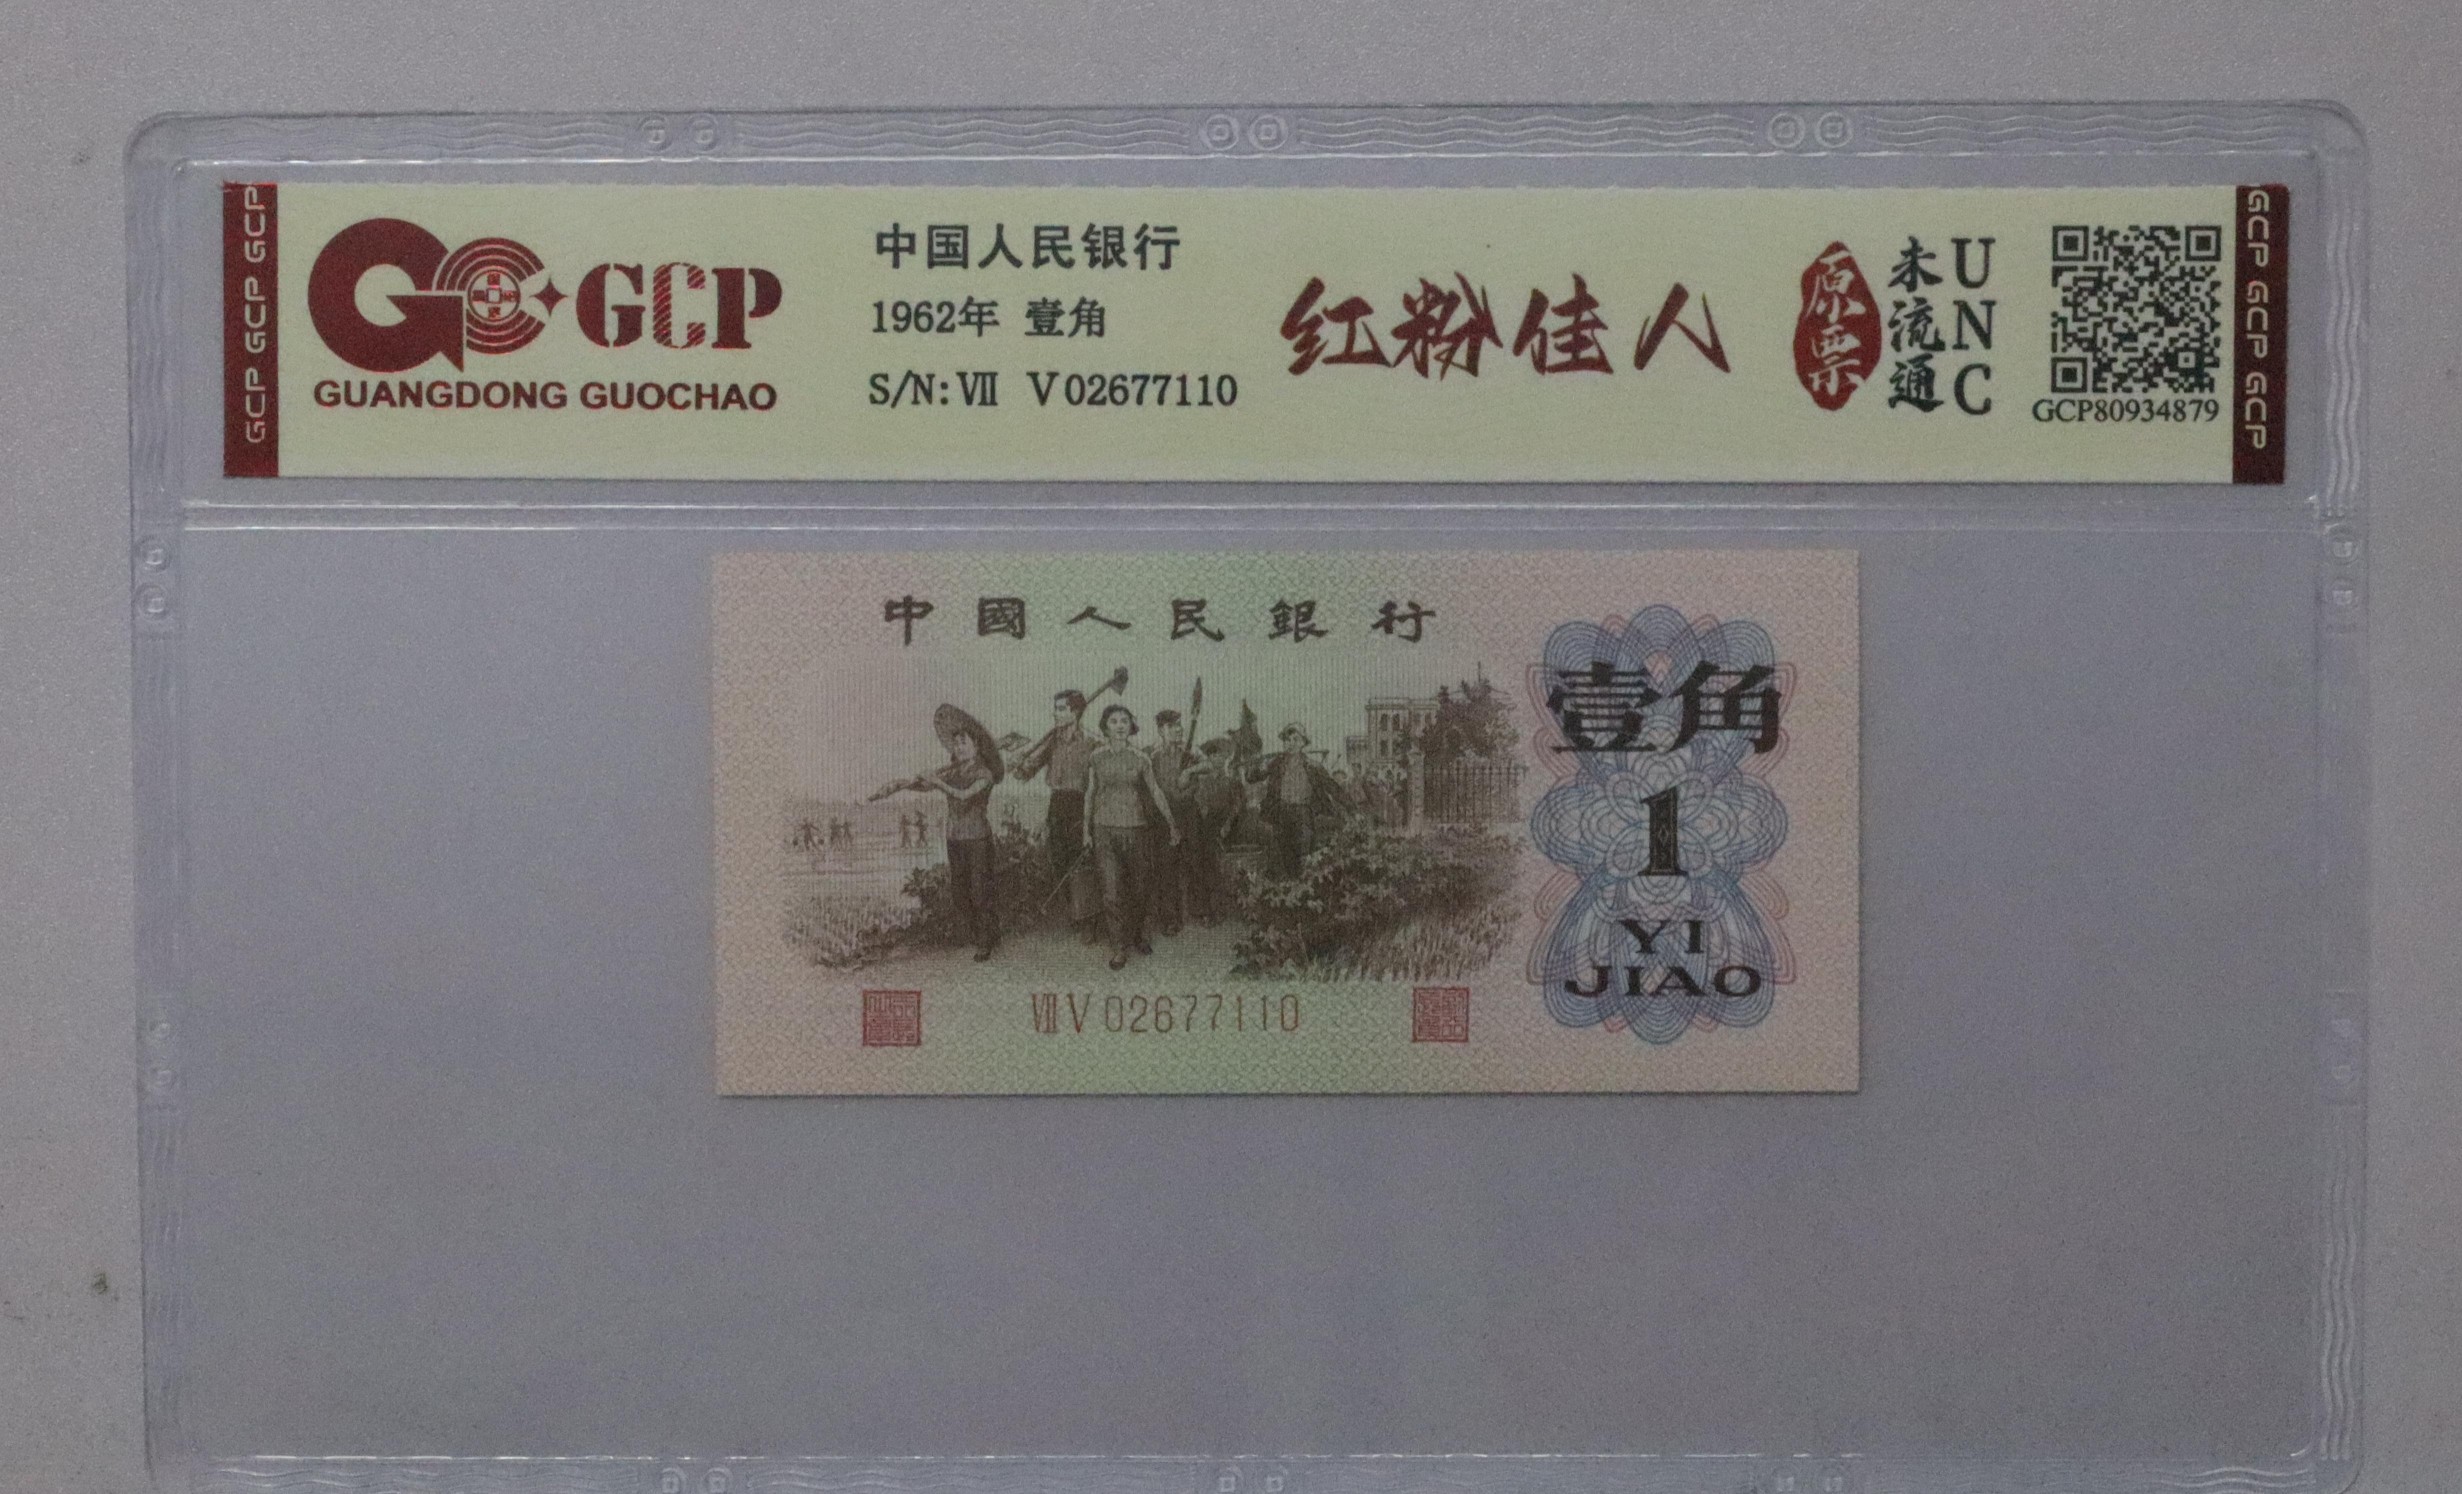 GCP GCP GCP
GCP
GUANGDONG GUOCHAO
中国人民银行
1962年 壹角
S/N: Ⅶ V 02677110
红粉佳人
原票
未流通
UNC
GCP80934879
GCP GCP GCP
中國人民銀行
壹角
1
YI
JIAO
ⅦV 02677110